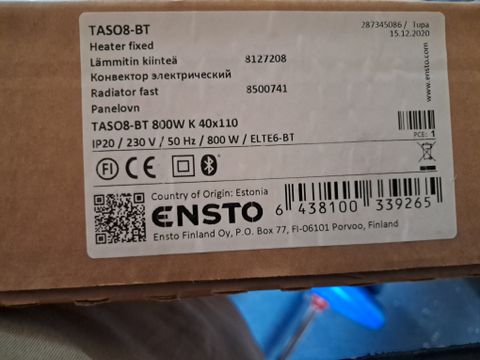 TASO8-BT
287345086 / Tupa
15.12.2020
Heater fixed
Lämmitin kiinteä 8127208
Конвектор электрический
Radiator fast 8500741
Panelovn
TASO8-BT 800W K 40x110
IP20 / 230 V / 50 Hz / 800 W / ELTE6-BT
www.ensto.com
PCE: 1
FI CE
Country of Origin: Estonia
ENSTO
6 438100 339265
Ensto Finland Oy, P.O. Box 77, FI-06101 Porvoo, Finland